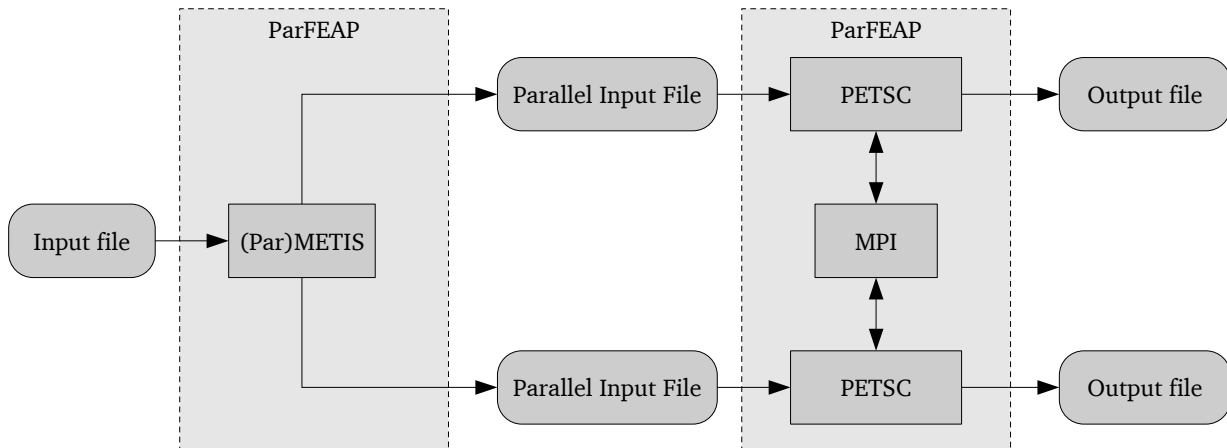 ParFEAP
ParFEAP
Parallel Input File
PETSC
Output file
Input file
(Par)METIS
MPI
Parallel Input File
PETSC
Output file